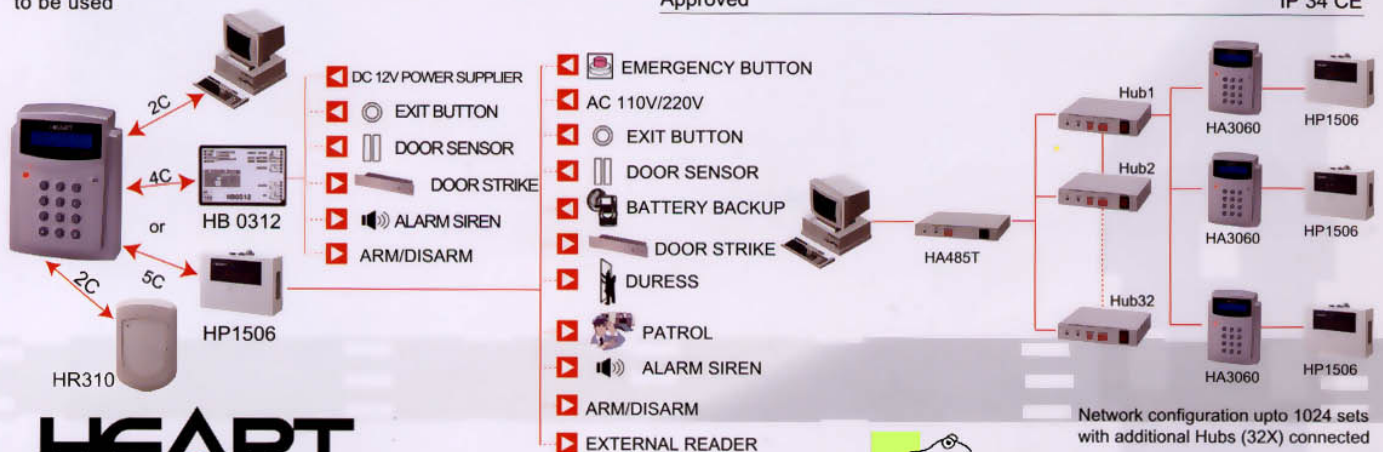 to be used
Approved
IP 34 CE
2C
4C
or
5C
2C
HEART
HB 0312
HB0312
HP1506
HR310
DC 12V POWER SUPPLIER
EXIT BUTTON
DOOR SENSOR
DOOR STRIKE
ALARM SIREN
ARM/DISARM
EMERGENCY BUTTON
AC 110V/220V
EXIT BUTTON
DOOR SENSOR
BATTERY BACKUP
DOOR STRIKE
DURESS
PATROL
ALARM SIREN
ARM/DISARM
EXTERNAL READER
HA485T
Hub1
Hub2
Hub32
HA3060
HP1506
HA3060
HP1506
HA3060
HP1506
Network configuration upto 1024 sets
with additional Hubs (32X) connected
HEART